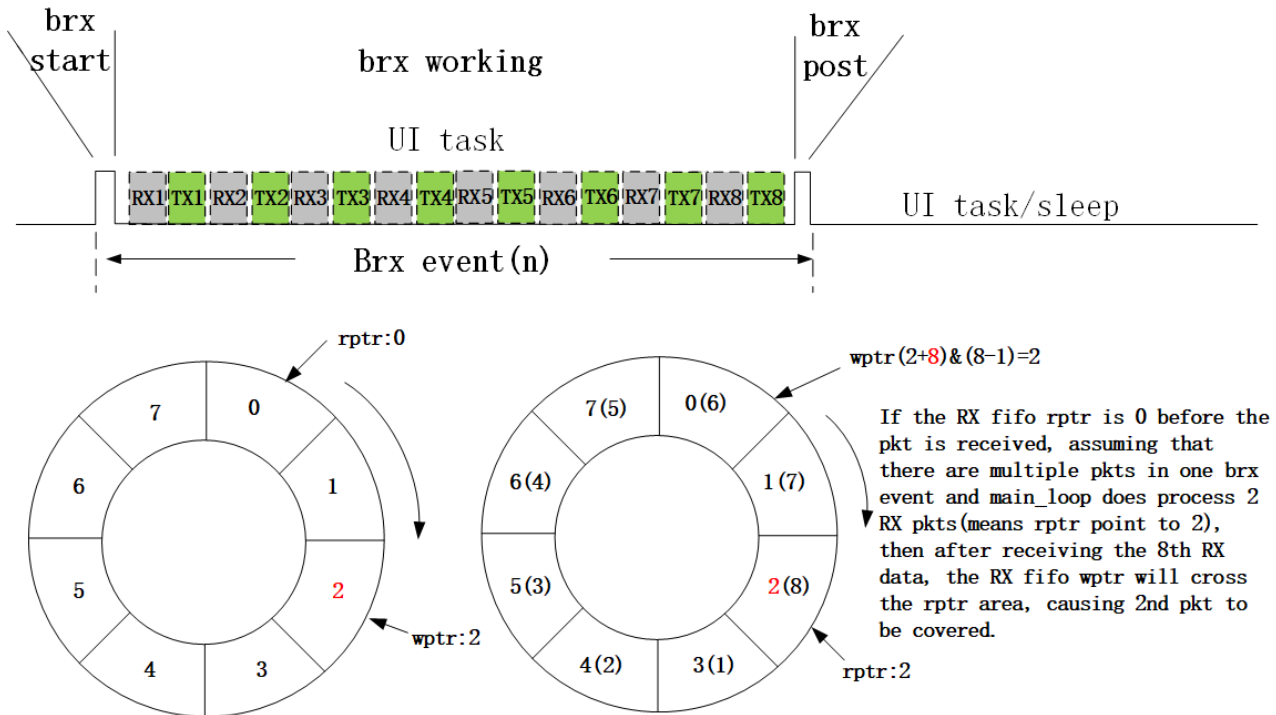 brx
start
brx working
brx
post
UI task
RX1 TX1 RX2 TX2 RX3 TX3 RX4 TX4 RX5 TX5 RX6 TX6 RX7 TX7 RX8 TX8
UI task/sleep
Brx event(n)
rptr:0
7 0
6 1
5 2
4 3
wptr:2
wptr(2+8)&(8-1)=2
7(5) 0(6)
6(4) 1(7)
5(3) 2(8)
4(2) 3(1)
rptr:2
If the RX fifo rptr is 0 before the
pkt is received, assuming that
there are multiple pkts in one brx
event and main_loop does process 2
RX pkts(means rptr point to 2),
then after receiving the 8th RX
data, the RX fifo wptr will cross
the rptr area, causing 2nd pkt to
be covered.